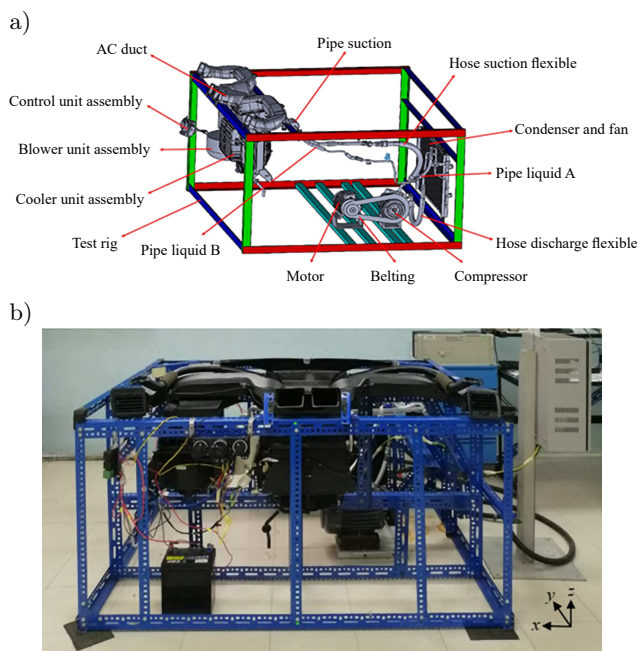 a)
AC duct
Pipe suction
Hose suction flexible
Control unit assembly
Condenser and fan
Blower unit assembly
Pipe liquid A
Cooler unit assembly
Test rig
Pipe liquid B
Hose discharge flexible
Motor
Belting
Compressor
b)
y
z
x